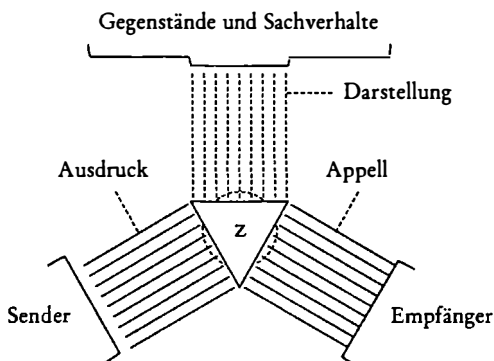 Gegenstände und Sachverhalte
Darstellung
Ausdruck
Appell
Z
Sender
Empfänger